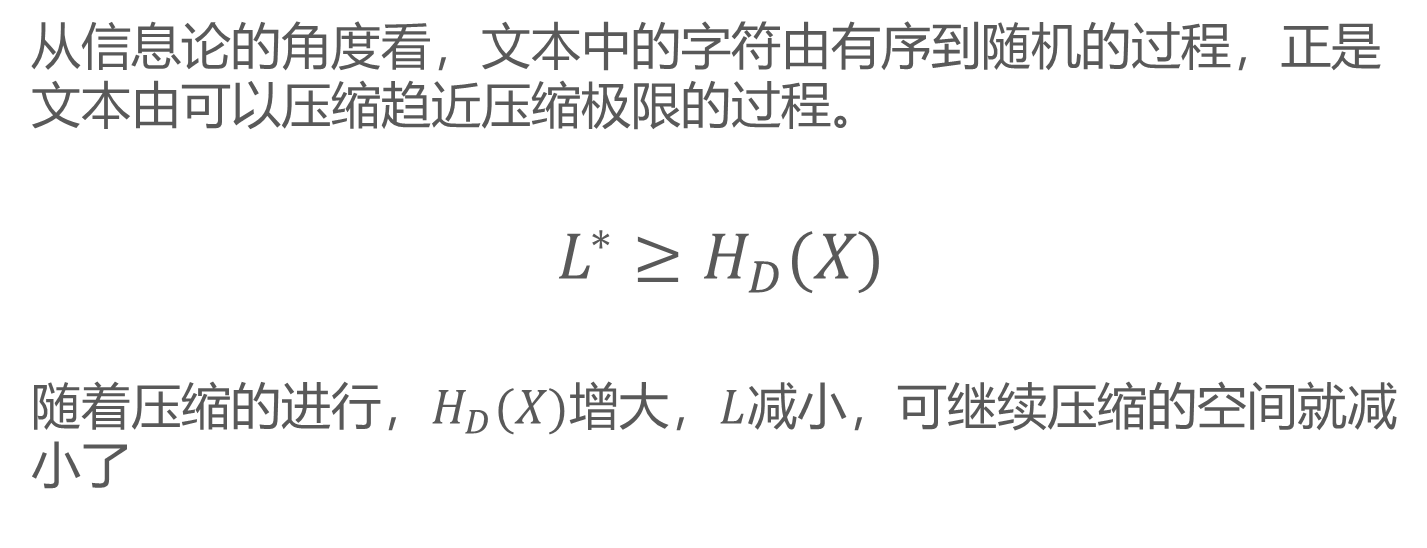 从信息论的角度看，文本中的字符由有序到随机的过程，正是
文本由可以压缩趋近压缩极限的过程。
L* ≥ H_D(X)
随着压缩的进行，H_D(X)增大，L减小，可继续压缩的空间就减
小了